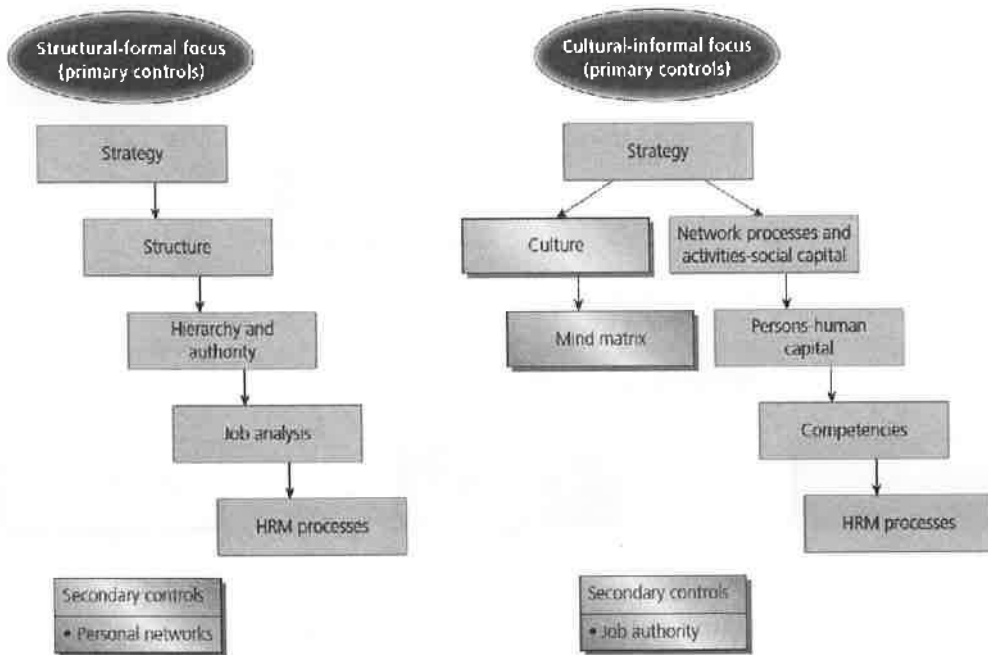 Structural-formal focus
(primary controls)
Strategy
Structure
Hierarchy and
authority
Job analysis
HRM processes
Secondary controls
• Personal networks
Cultural-informal focus
(primary controls)
Strategy
Culture
Network processes and
activities-social capital
Mind matrix
Persons-human
capital
Competencies
HRM processes
Secondary controls
• Job authority